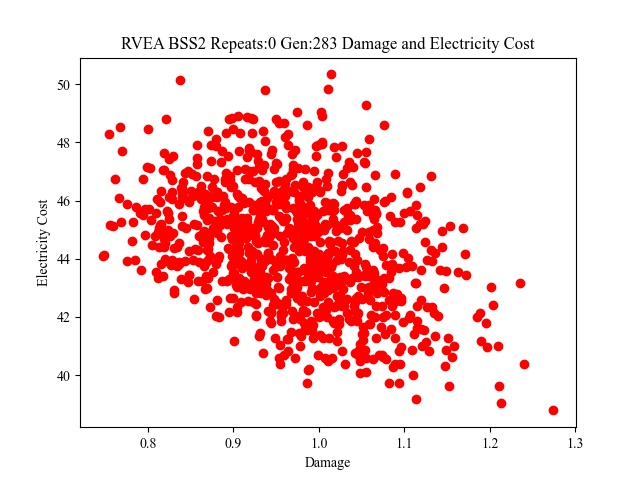 RVEA BSS2 Repeats:0 Gen:283 Damage and Electricity Cost
50
48
46
44
42
40
Electricity Cost
0.8 0.9 1.0 1.1 1.2 1.3
Damage